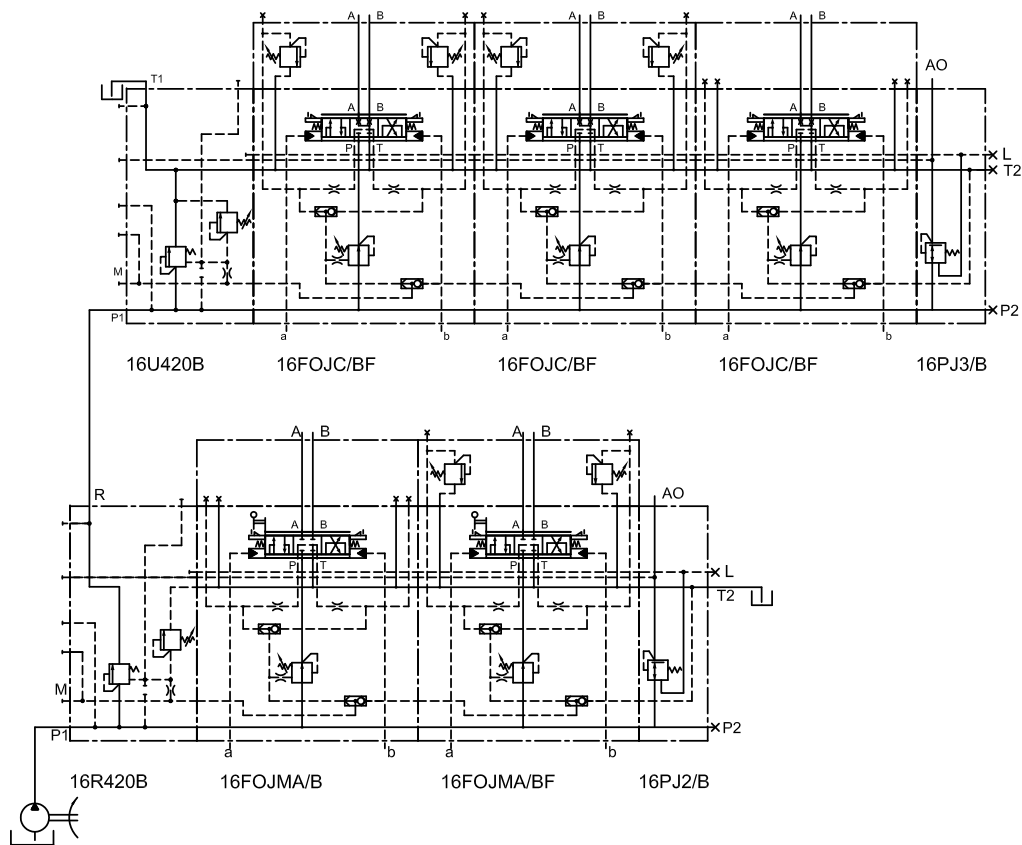 A B A B A B
AO
T1
A B A B A B
P T P T P T
L
T2
M
P1
P2
a b a b a b
16U420B 16FOJC/BF 16FOJC/BF 16FOJC/BF 16PJ3/B
A B A B
R
AO
A B A B
P T P T
L
T2
M
P1
P2
a b a b
16R420B 16FOJMA/B 16FOJMA/BF 16PJ2/B